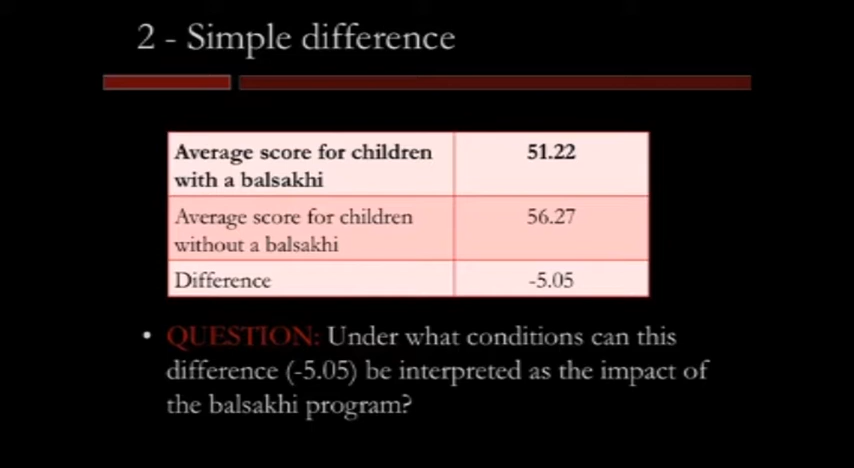 2 - Simple difference
Average score for children 51.22
with a balsakhi
Average score for children 56.27
without a balsakhi
Difference -5.05
• QUESTION: Under what conditions can this
difference (-5.05) be interpreted as the impact of
the balsakhi program?